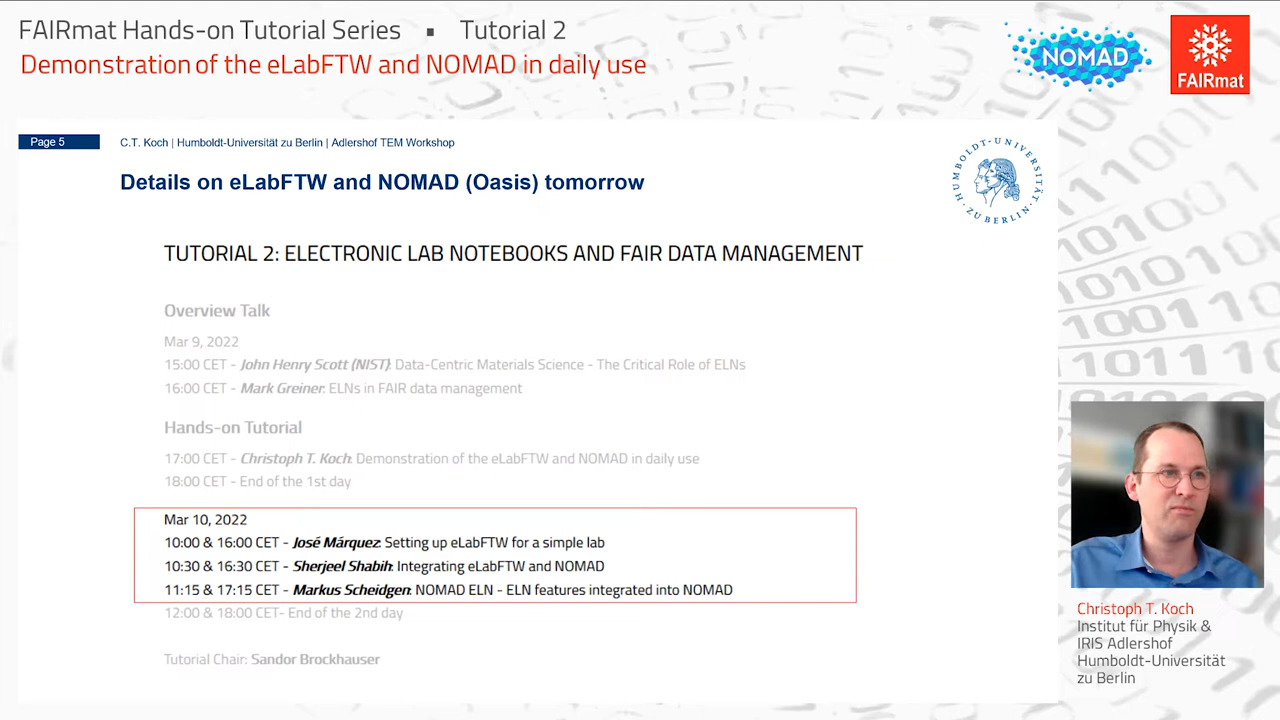 FAIRmat Hands-on Tutorial Series ▪ Tutorial 2
Demonstration of the eLabFTW and NOMAD in daily use
NOMAD
FAIRmat
Page 5
C.T. Koch | Humboldt-Universität zu Berlin | Adlershof TEM Workshop
Details on eLabFTW and NOMAD (Oasis) tomorrow
HUMBOLDT-UNIVERSITÄT ZU BERLIN
TUTORIAL 2: ELECTRONIC LAB NOTEBOOKS AND FAIR DATA MANAGEMENT
Overview Talk
Mar 9, 2022
15:00 CET - John Henry Scott (NIST): Data-Centric Materials Science - The Critical Role of ELNs
16:00 CET - Mark Greiner: ELNs in FAIR data management
Hands-on Tutorial
17:00 CET - Christoph T. Koch: Demonstration of the eLabFTW and NOMAD in daily use
18:00 CET - End of the 1st day
Mar 10, 2022
10:00 & 16:00 CET - José Márquez: Setting up eLabFTW for a simple lab
10:30 & 16:30 CET - Sherjeel Shabih: Integrating eLabFTW and NOMAD
11:15 & 17:15 CET - Markus Scheidgen: NOMAD ELN - ELN features integrated into NOMAD
12:00 & 18:00 CET- End of the 2nd day
Tutorial Chair: Sandor Brockhauser
Christoph T. Koch
Institut für Physik &
IRIS Adlershof
Humboldt-Universität
zu Berlin